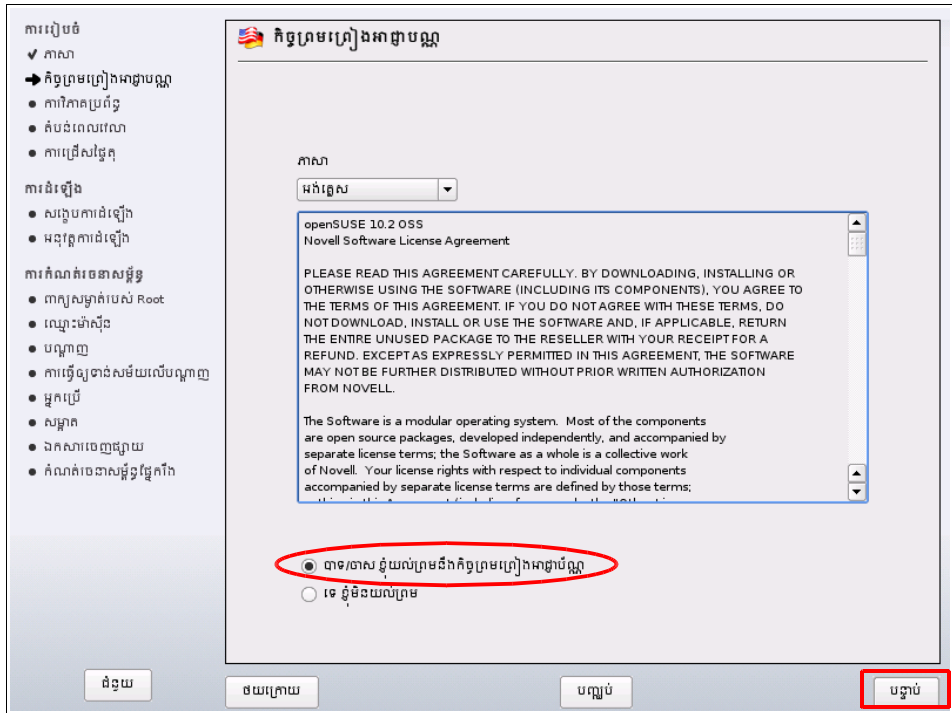 ការរៀបចំ
ភាសា
កិច្ចព្រមព្រៀងអាជ្ញាបណ្ណ
ការវិភាគប្រព័ន្ធ
តំបន់ពេលវេលា
ការជ្រើសផ្ទៃតុ
ការដំឡើង
សង្ខេបការដំឡើង
អនុវត្តការដំឡើង
ការកំណត់រចនាសម្ព័ន្ធ
ពាក្យសម្ងាត់របស់ Root
ឈ្មោះម៉ាស៊ីន
បណ្ដាញ
ការធ្វើឲ្យទាន់សម័យលើបណ្ដាញ
អ្នកប្រើ
សម្អាត
ឯកសារចេញផ្សាយ
កំណត់រចនាសម្ព័ន្ធផ្នែករឹង
ជំនួយ
កិច្ចព្រមព្រៀងអាជ្ញាបណ្ណ
ភាសា
អង់គ្លេស
openSUSE 10.2 OSS
Novell Software License Agreement
PLEASE READ THIS AGREEMENT CAREFULLY. BY DOWNLOADING, INSTALLING OR
OTHERWISE USING THE SOFTWARE (INCLUDING ITS COMPONENTS), YOU AGREE TO
THE TERMS OF THIS AGREEMENT. IF YOU DO NOT AGREE WITH THESE TERMS, DO
NOT DOWNLOAD, INSTALL OR USE THE SOFTWARE AND, IF APPLICABLE, RETURN
THE ENTIRE UNUSED PACKAGE TO THE RESELLER WITH YOUR RECEIPT FOR A
REFUND. EXCEPT AS EXPRESSLY PERMITTED IN THIS AGREEMENT, THE SOFTWARE
MAY NOT BE FURTHER DISTRIBUTED WITHOUT PRIOR WRITTEN AUTHORIZATION
FROM NOVELL.
The Software is a modular operating system. Most of the components
are open source packages, developed independently, and accompanied by
separate license terms; the Software as a whole is a collective work
of Novell. Your license rights with respect to individual components
accompanied by separate license terms are defined by those terms;
បាទ/ចាស ខ្ញុំយល់ព្រមនឹងកិច្ចព្រមព្រៀងអាជ្ញាប័ណ្ណ
ទេ ខ្ញុំមិនយល់ព្រម
ថយក្រោយ
បញ្ឈប់
បន្ទាប់